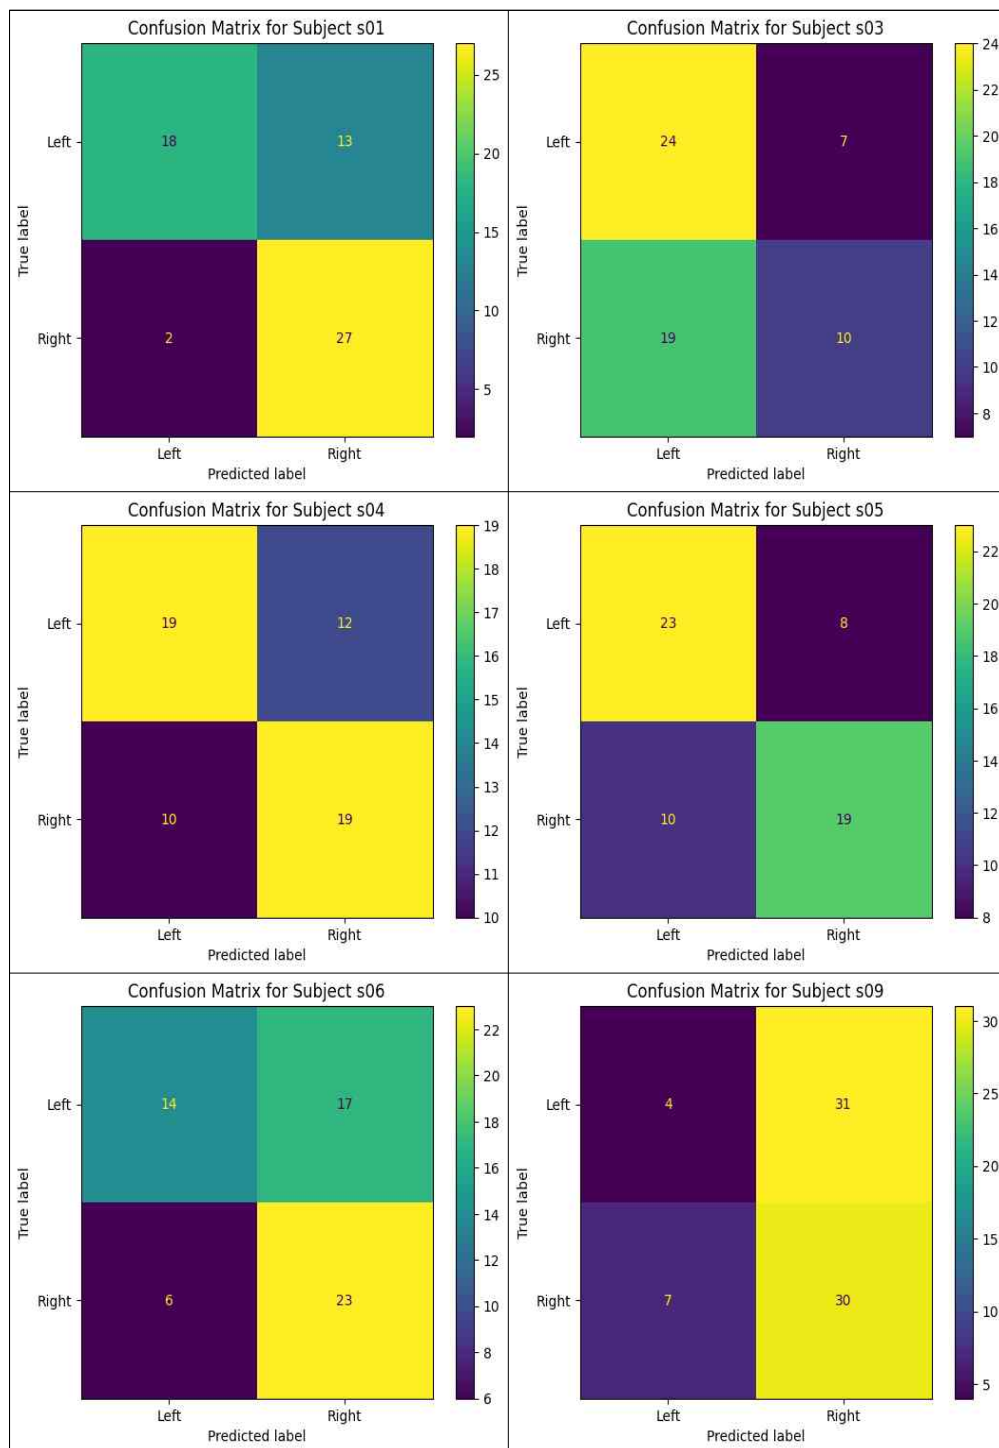 Confusion Matrix for Subject s01
True label
Left
Right
18
13
2
27
Left
Right
Predicted label
25
20
15
10
5
Confusion Matrix for Subject s03
True label
Left
Right
24
7
19
10
Left
Right
Predicted label
24
22
20
18
16
14
12
10
8
Confusion Matrix for Subject s04
True label
Left
Right
19
12
10
19
Left
Right
Predicted label
19
18
17
16
15
14
13
12
11
10
Confusion Matrix for Subject s05
True label
Left
Right
23
8
10
19
Left
Right
Predicted label
22
20
18
16
14
12
10
8
Confusion Matrix for Subject s06
True label
Left
Right
14
17
6
23
Left
Right
Predicted label
22
20
18
16
14
12
10
8
6
Confusion Matrix for Subject s09
True label
Left
Right
4
31
7
30
Left
Right
Predicted label
30
25
20
15
10
5